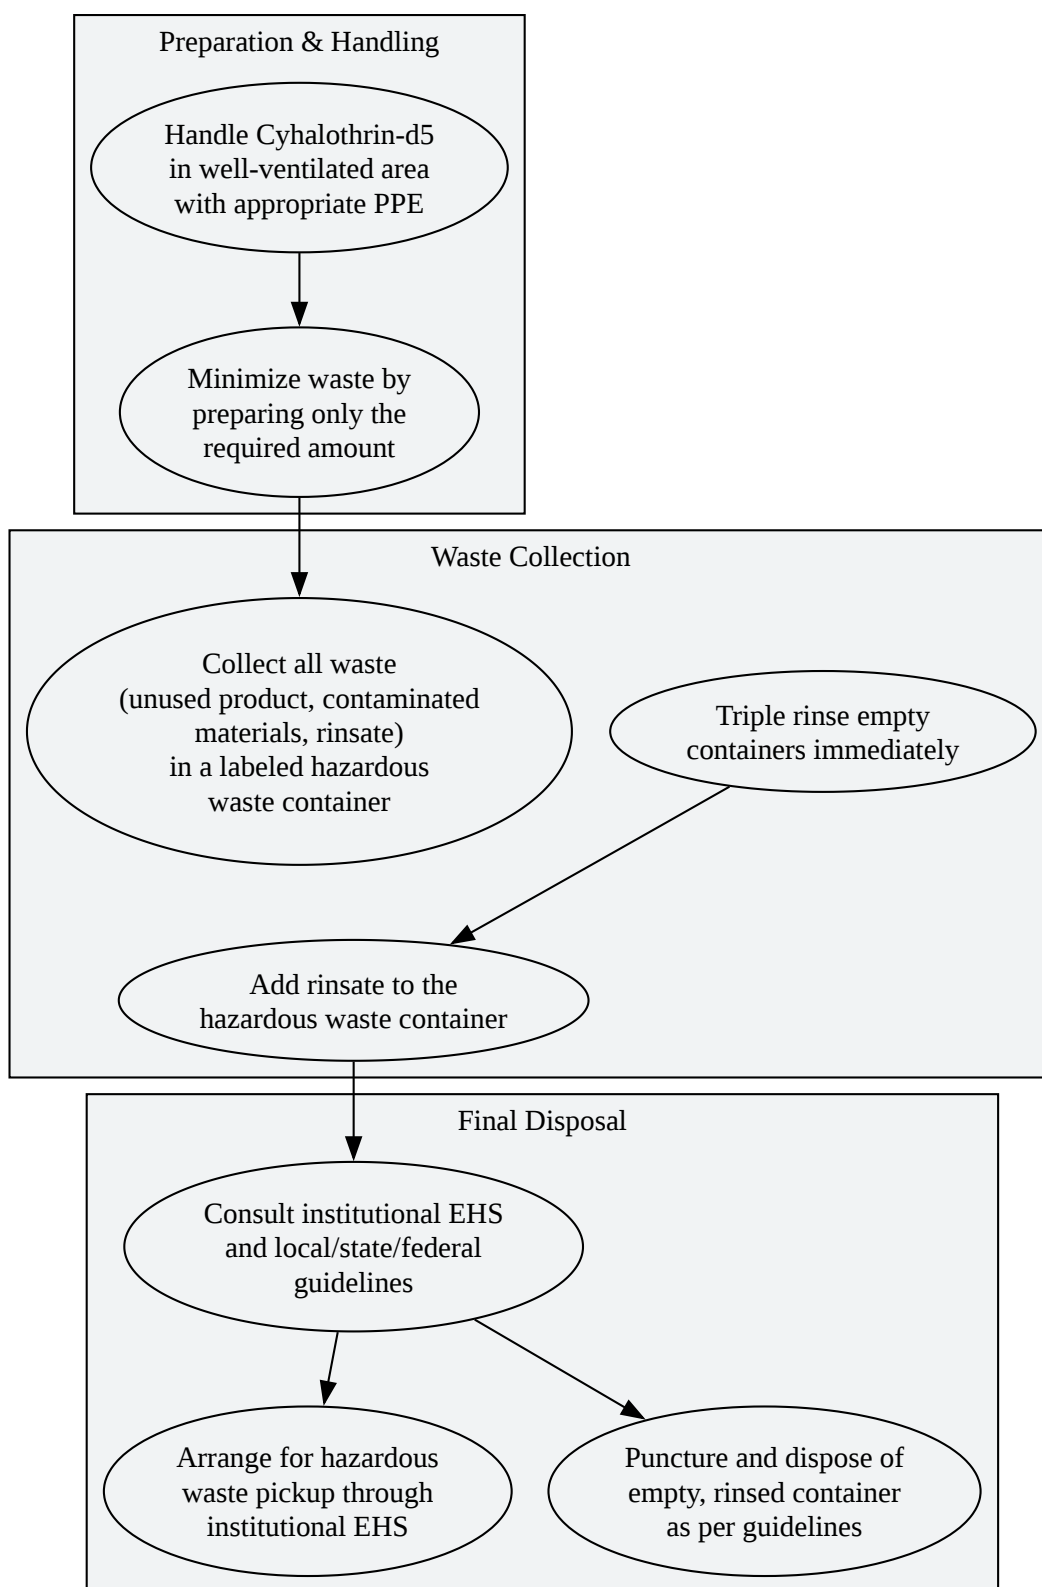 Preparation & Handling
Handle Cyhalothrin-d5
in well-ventilated area
with appropriate PPE
Minimize waste by
preparing only the
required amount
Waste Collection
Collect all waste
(unused product, contaminated
materials, rinsate)
in a labeled hazardous
waste container
Triple rinse empty
containers immediately
Add rinsate to the
hazardous waste container
Final Disposal
Consult institutional EHS
and local/state/federal
guidelines
Arrange for hazardous
waste pickup through
institutional EHS
Puncture and dispose of
empty, rinsed container
as per guidelines